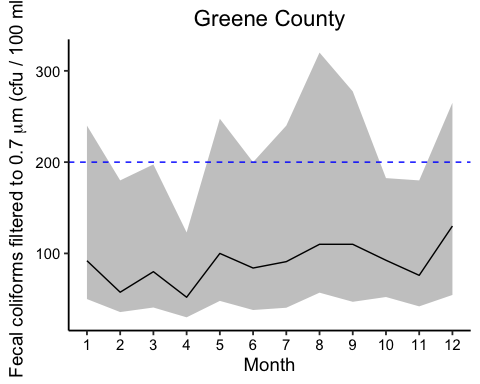 Greene County
Fecal coliforms filtered to 0.7 μm (cfu / 100 ml
300
200
100
1 2 3 4 5 6 7 8 9 10 11 12
Month